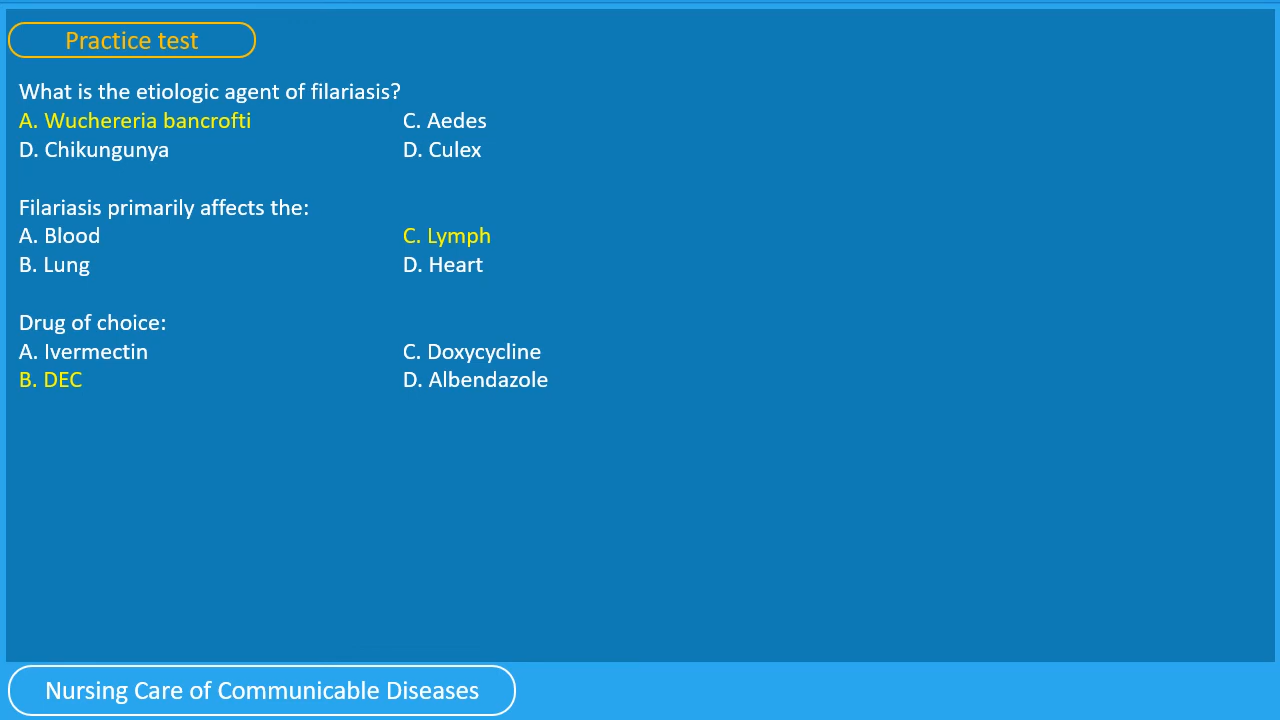 Practice test
What is the etiologic agent of filariasis?
A. Wuchereria bancrofti C. Aedes
D. Chikungunya D. Culex
Filariasis primarily affects the:
A. Blood C. Lymph
B. Lung D. Heart
Drug of choice:
A. Ivermectin C. Doxycycline
B. DEC D. Albendazole
Nursing Care of Communicable Diseases